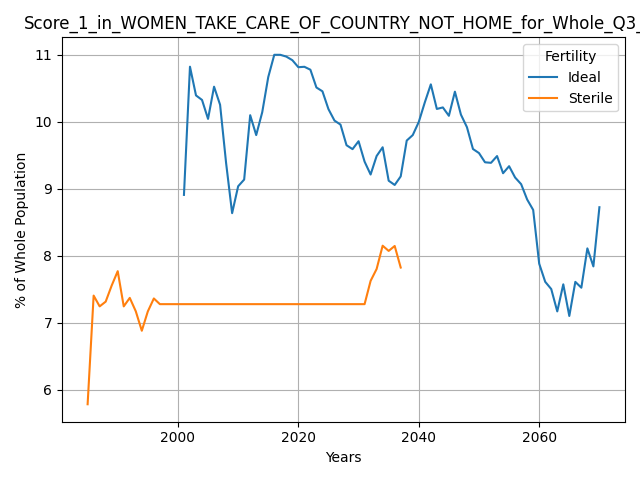 Score_1_in_WOMEN_TAKE_CARE_OF_COUNTRY_NOT_HOME_for_Whole_Q3_
Fertility
Ideal
Sterile
% of Whole Population
11
10
9
8
7
6
2000 2020 2040 2060
Years